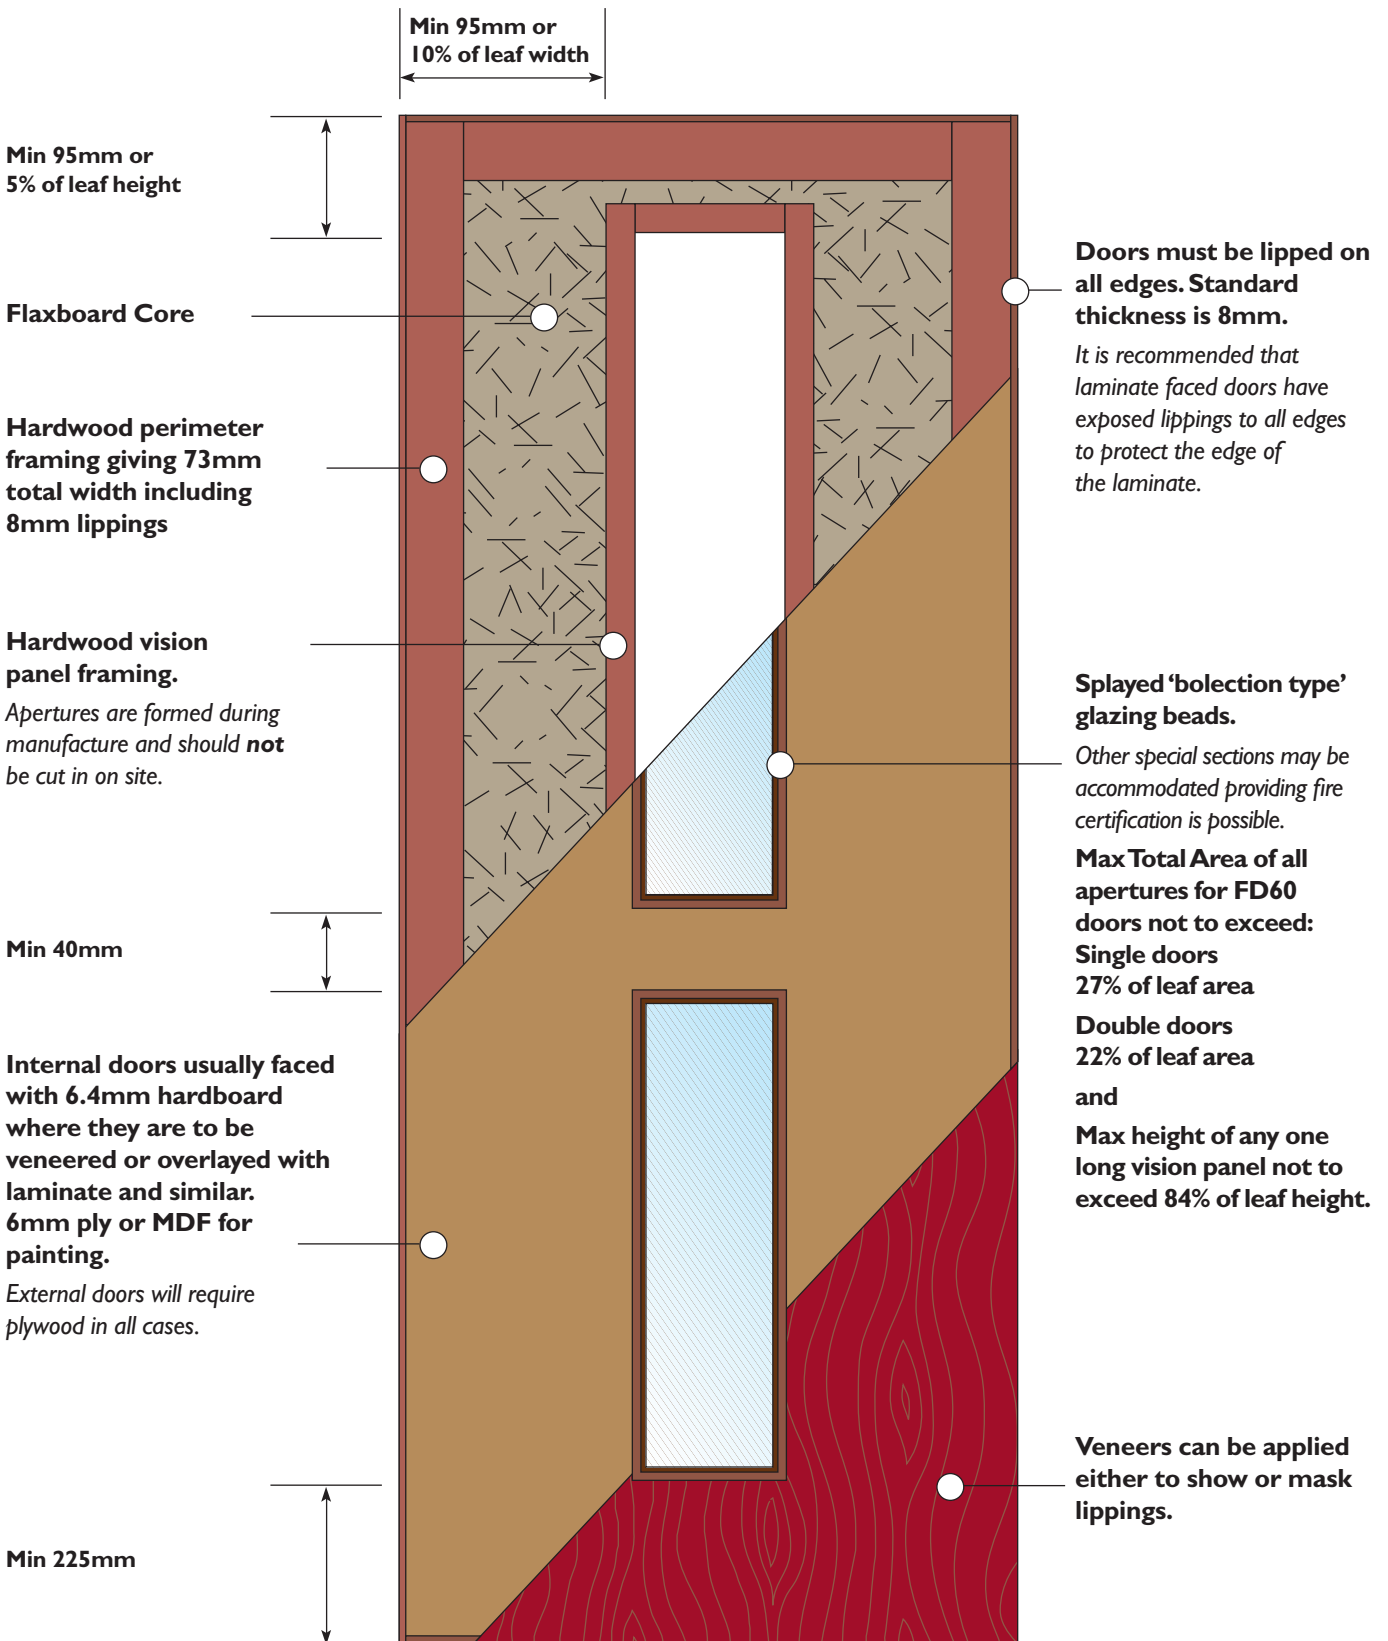 Min 95mm or
10% of leaf width
Min 95mm or
5% of leaf height
Flaxboard Core
Hardwood perimeter
framing giving 73mm
total width including
8mm lippings
Hardwood vision
panel framing.
Apertures are formed during
manufacture and should not
be cut in on site.
Min 40mm
Internal doors usually faced
with 6.4mm hardboard
where they are to be
veneered or overlayed with
laminate and similar.
6mm ply or MDF for
painting.
External doors will require
plywood in all cases.
Min 225mm
Doors must be lipped on
all edges. Standard
thickness is 8mm.
It is recommended that
laminate faced doors have
exposed lippings to all edges
to protect the edge of
the laminate.
Splayed ‘bolection type’
glazing beads.
Other special sections may be
accommodated providing fire
certification is possible.
Max Total Area of all
apertures for FD60
doors not to exceed:
Single doors
27% of leaf area
Double doors
22% of leaf area
and
Max height of any one
long vision panel not to
exceed 84% of leaf height.
Veneers can be applied
either to show or mask
lippings.